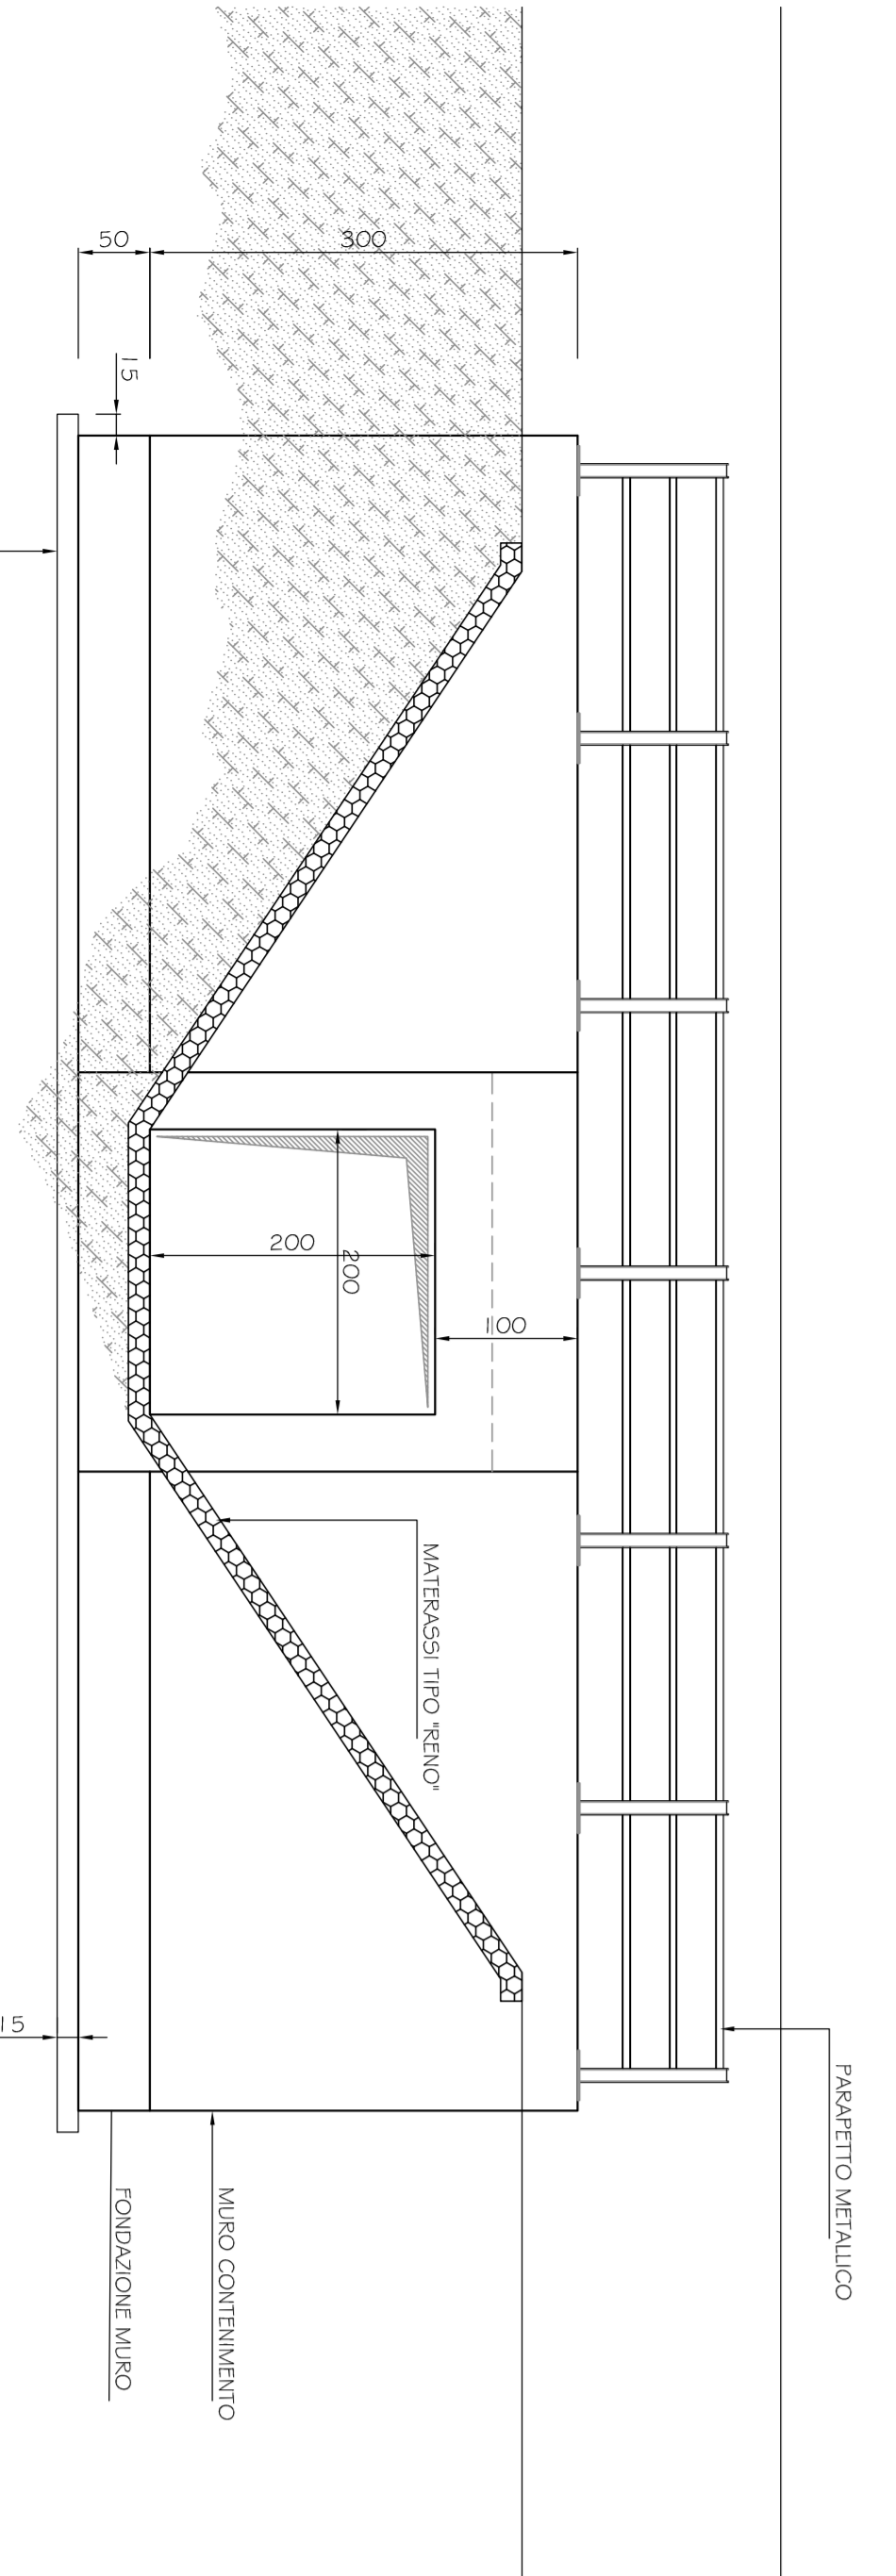 PARAPETTO METALLICO
300
50
15
100
200
200
MATERASSI TIPO "RENO"
MURO CONTENIMENTO
FONDAZIONE MURO
15